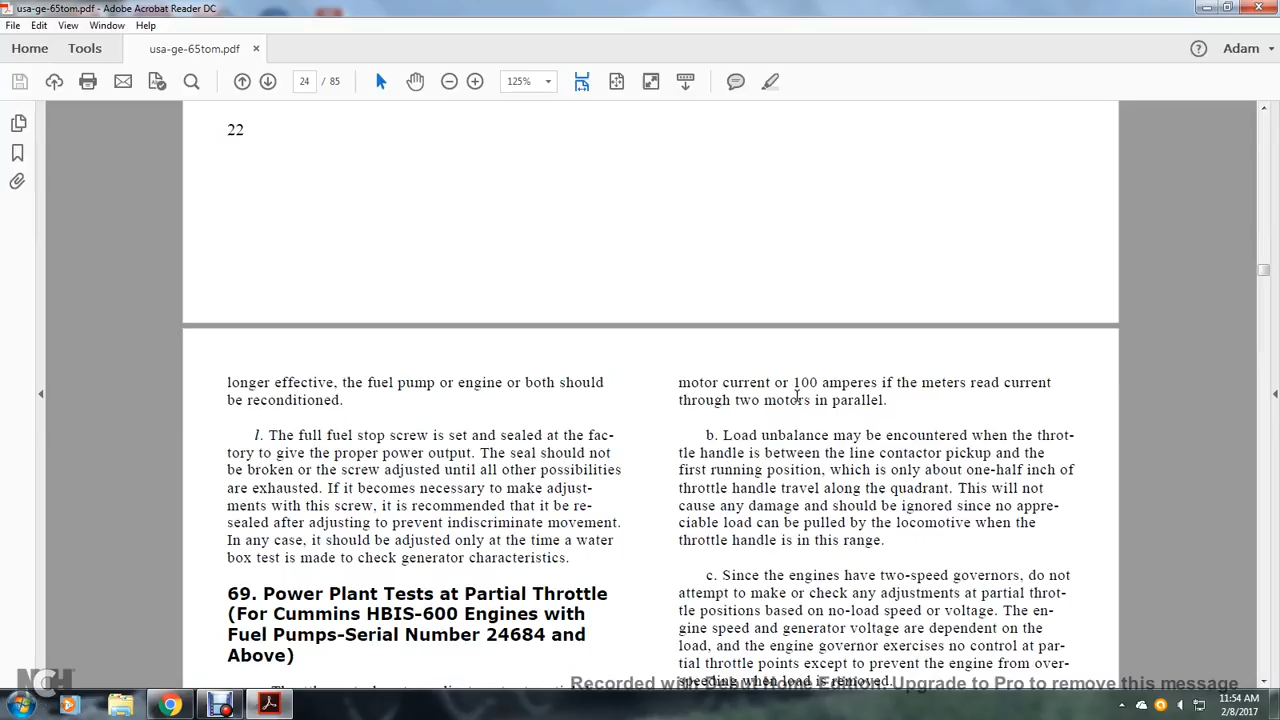 usa-ge-65tom.pdf - Adobe Acrobat Reader DC
File Edit View Window Help
Home Tools usa-ge-65tom.pdf × Adam
24 / 85 125%
22
longer effective, the fuel pump or engine or both should
be reconditioned.
l. The full fuel stop screw is set and sealed at the fac-
tory to give the proper power output. The seal should not
be broken or the screw adjusted until all other possibilities
are exhausted. If it becomes necessary to make adjust-
ments with this screw, it is recommended that it be re-
sealed after adjusting to prevent indiscriminate movement.
In any case, it should be adjusted only at the time a water
box test is made to check generator characteristics.
69. Power Plant Tests at Partial Throttle
(For Cummins HBIS-600 Engines with
Fuel Pumps-Serial Number 24684 and
Above)
motor current or 100 amperes if the meters read current
through two motors in parallel.
b. Load unbalance may be encountered when the throt-
tle handle is between the line contactor pickup and the
first running position, which is only about one-half inch of
throttle handle travel along the quadrant. This will not
cause any damage and should be ignored since no appre-
ciable load can be pulled by the locomotive when the
throttle handle is in this range.
c. Since the engines have two-speed governors, do not
attempt to make or check any adjustments at partial throt-
tle positions based on no-load speed or voltage. The en-
gine speed and generator voltage are dependent on the
load, and the engine governor exercises no control at par-
tial throttle points except to prevent the engine from over-
speeding when load is removed.
NCH
Recorded with Upgrade to Pro to remove this message
11:54 AM
2/8/2017